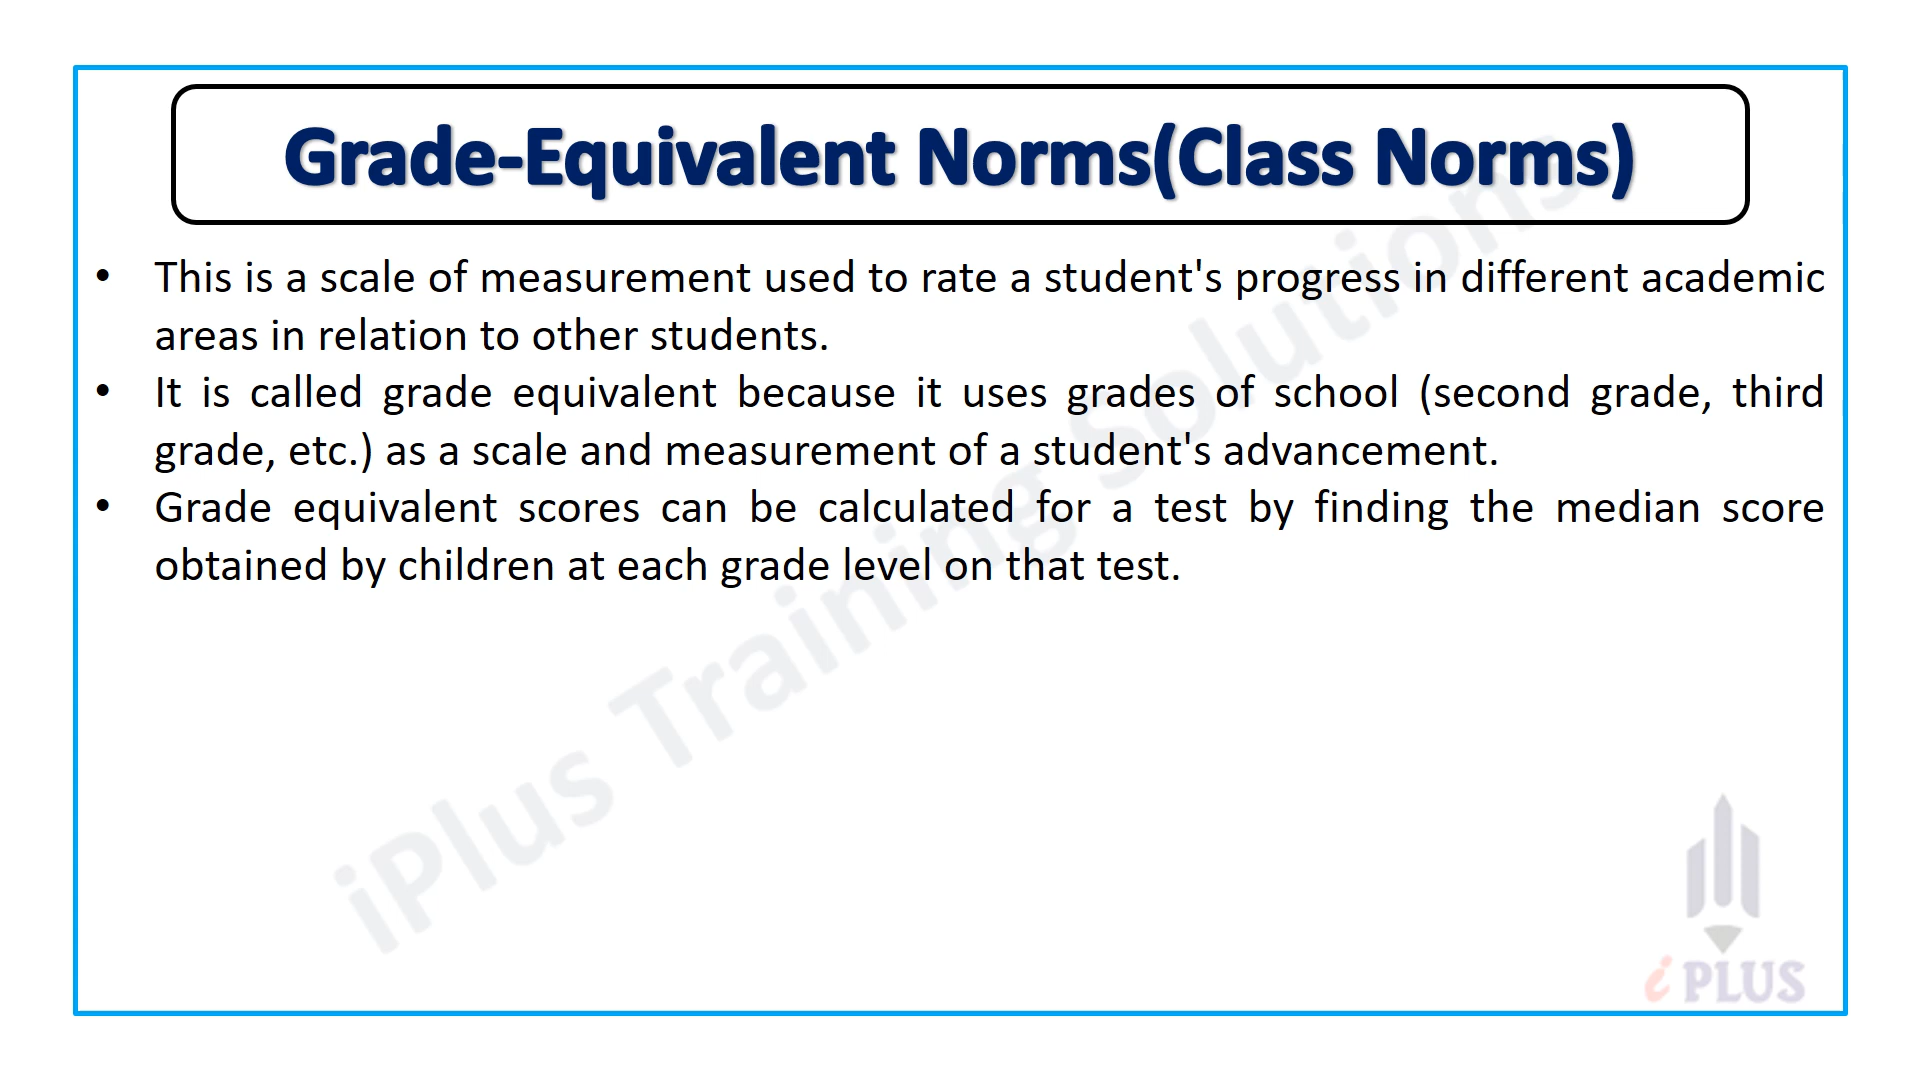 Grade-Equivalent Norms(Class Norms)
• This is a scale of measurement used to rate a student's progress in different academic
areas in relation to other students.
• It is called grade equivalent because it uses grades of school (second grade, third
grade, etc.) as a scale and measurement of a student's advancement.
• Grade equivalent scores can be calculated for a test by finding the median score
obtained by children at each grade level on that test.
iPlus Training Solutions
i PLUS